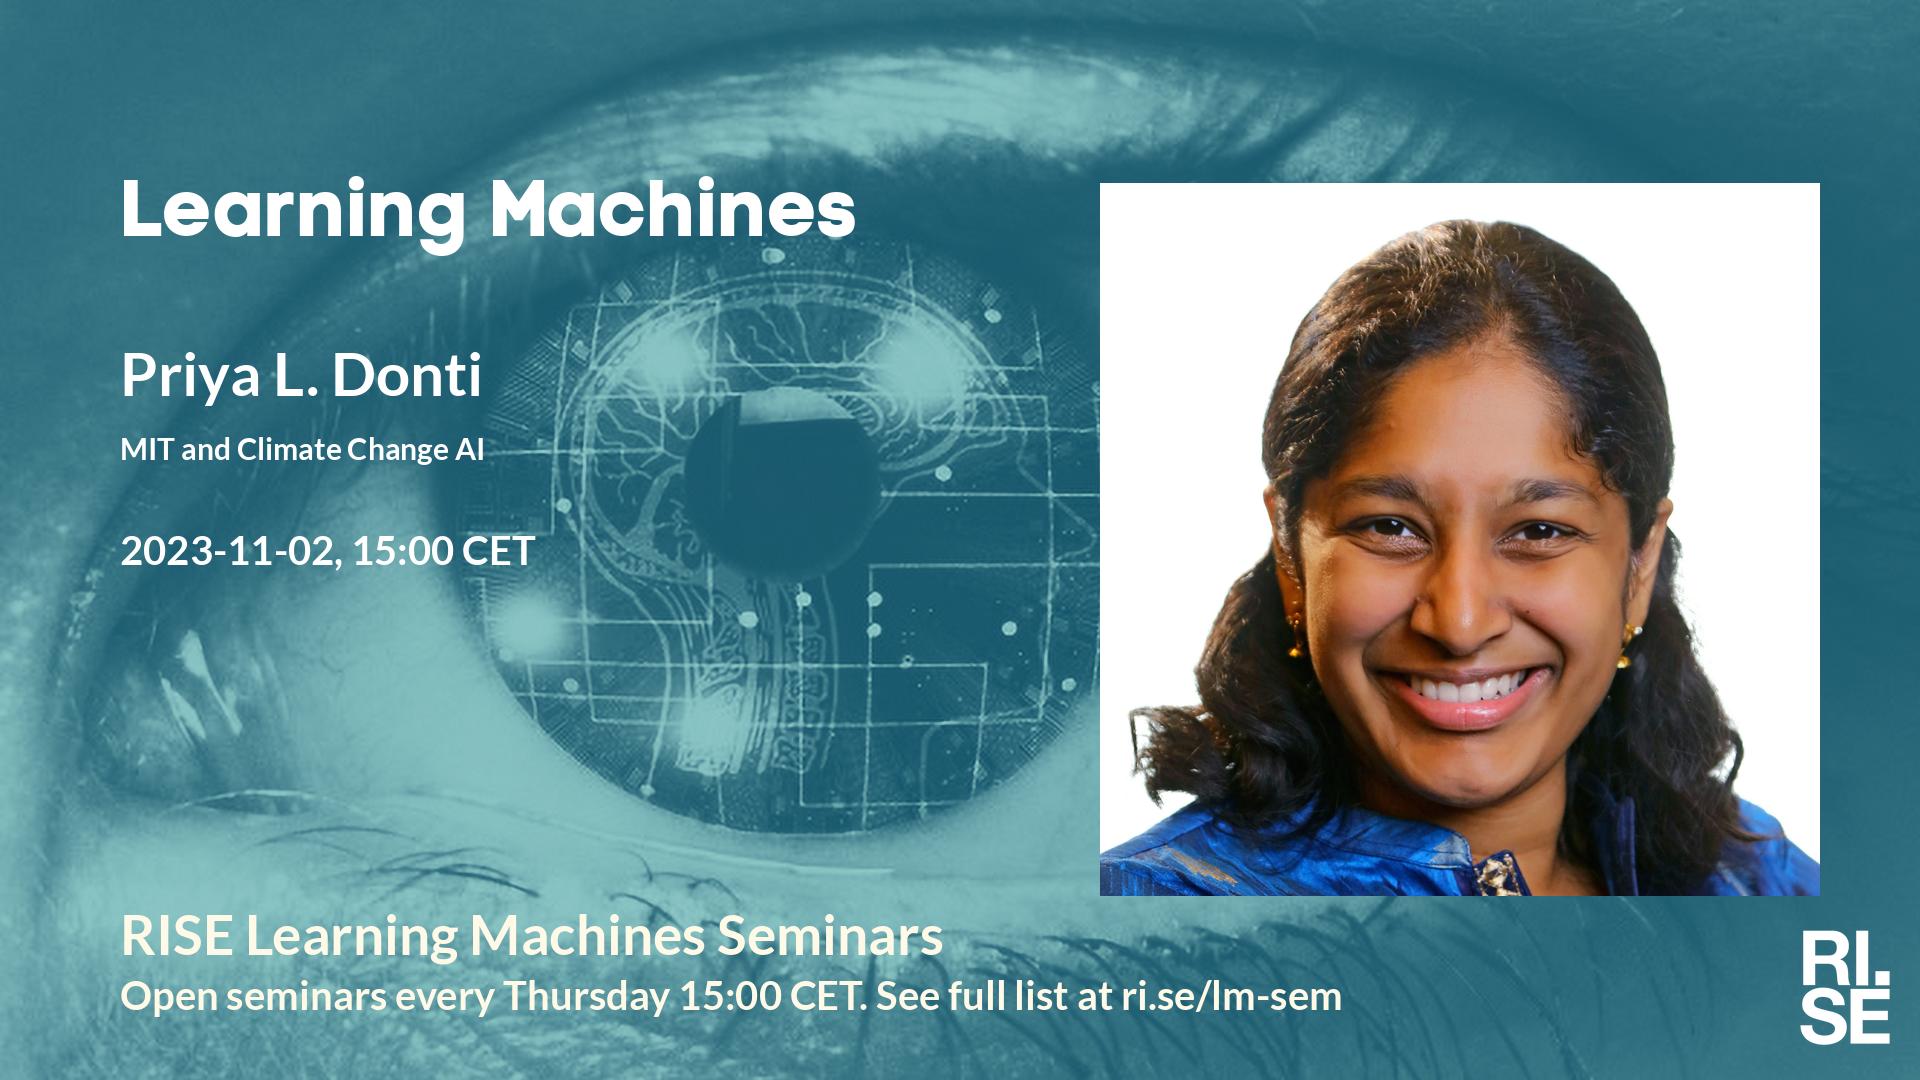 Learning Machines
Priya L. Donti
MIT and Climate Change AI
2023-11-02, 15:00 CET
RISE Learning Machines Seminars
Open seminars every Thursday 15:00 CET. See full list at ri.se/lm-sem
RI.
SE